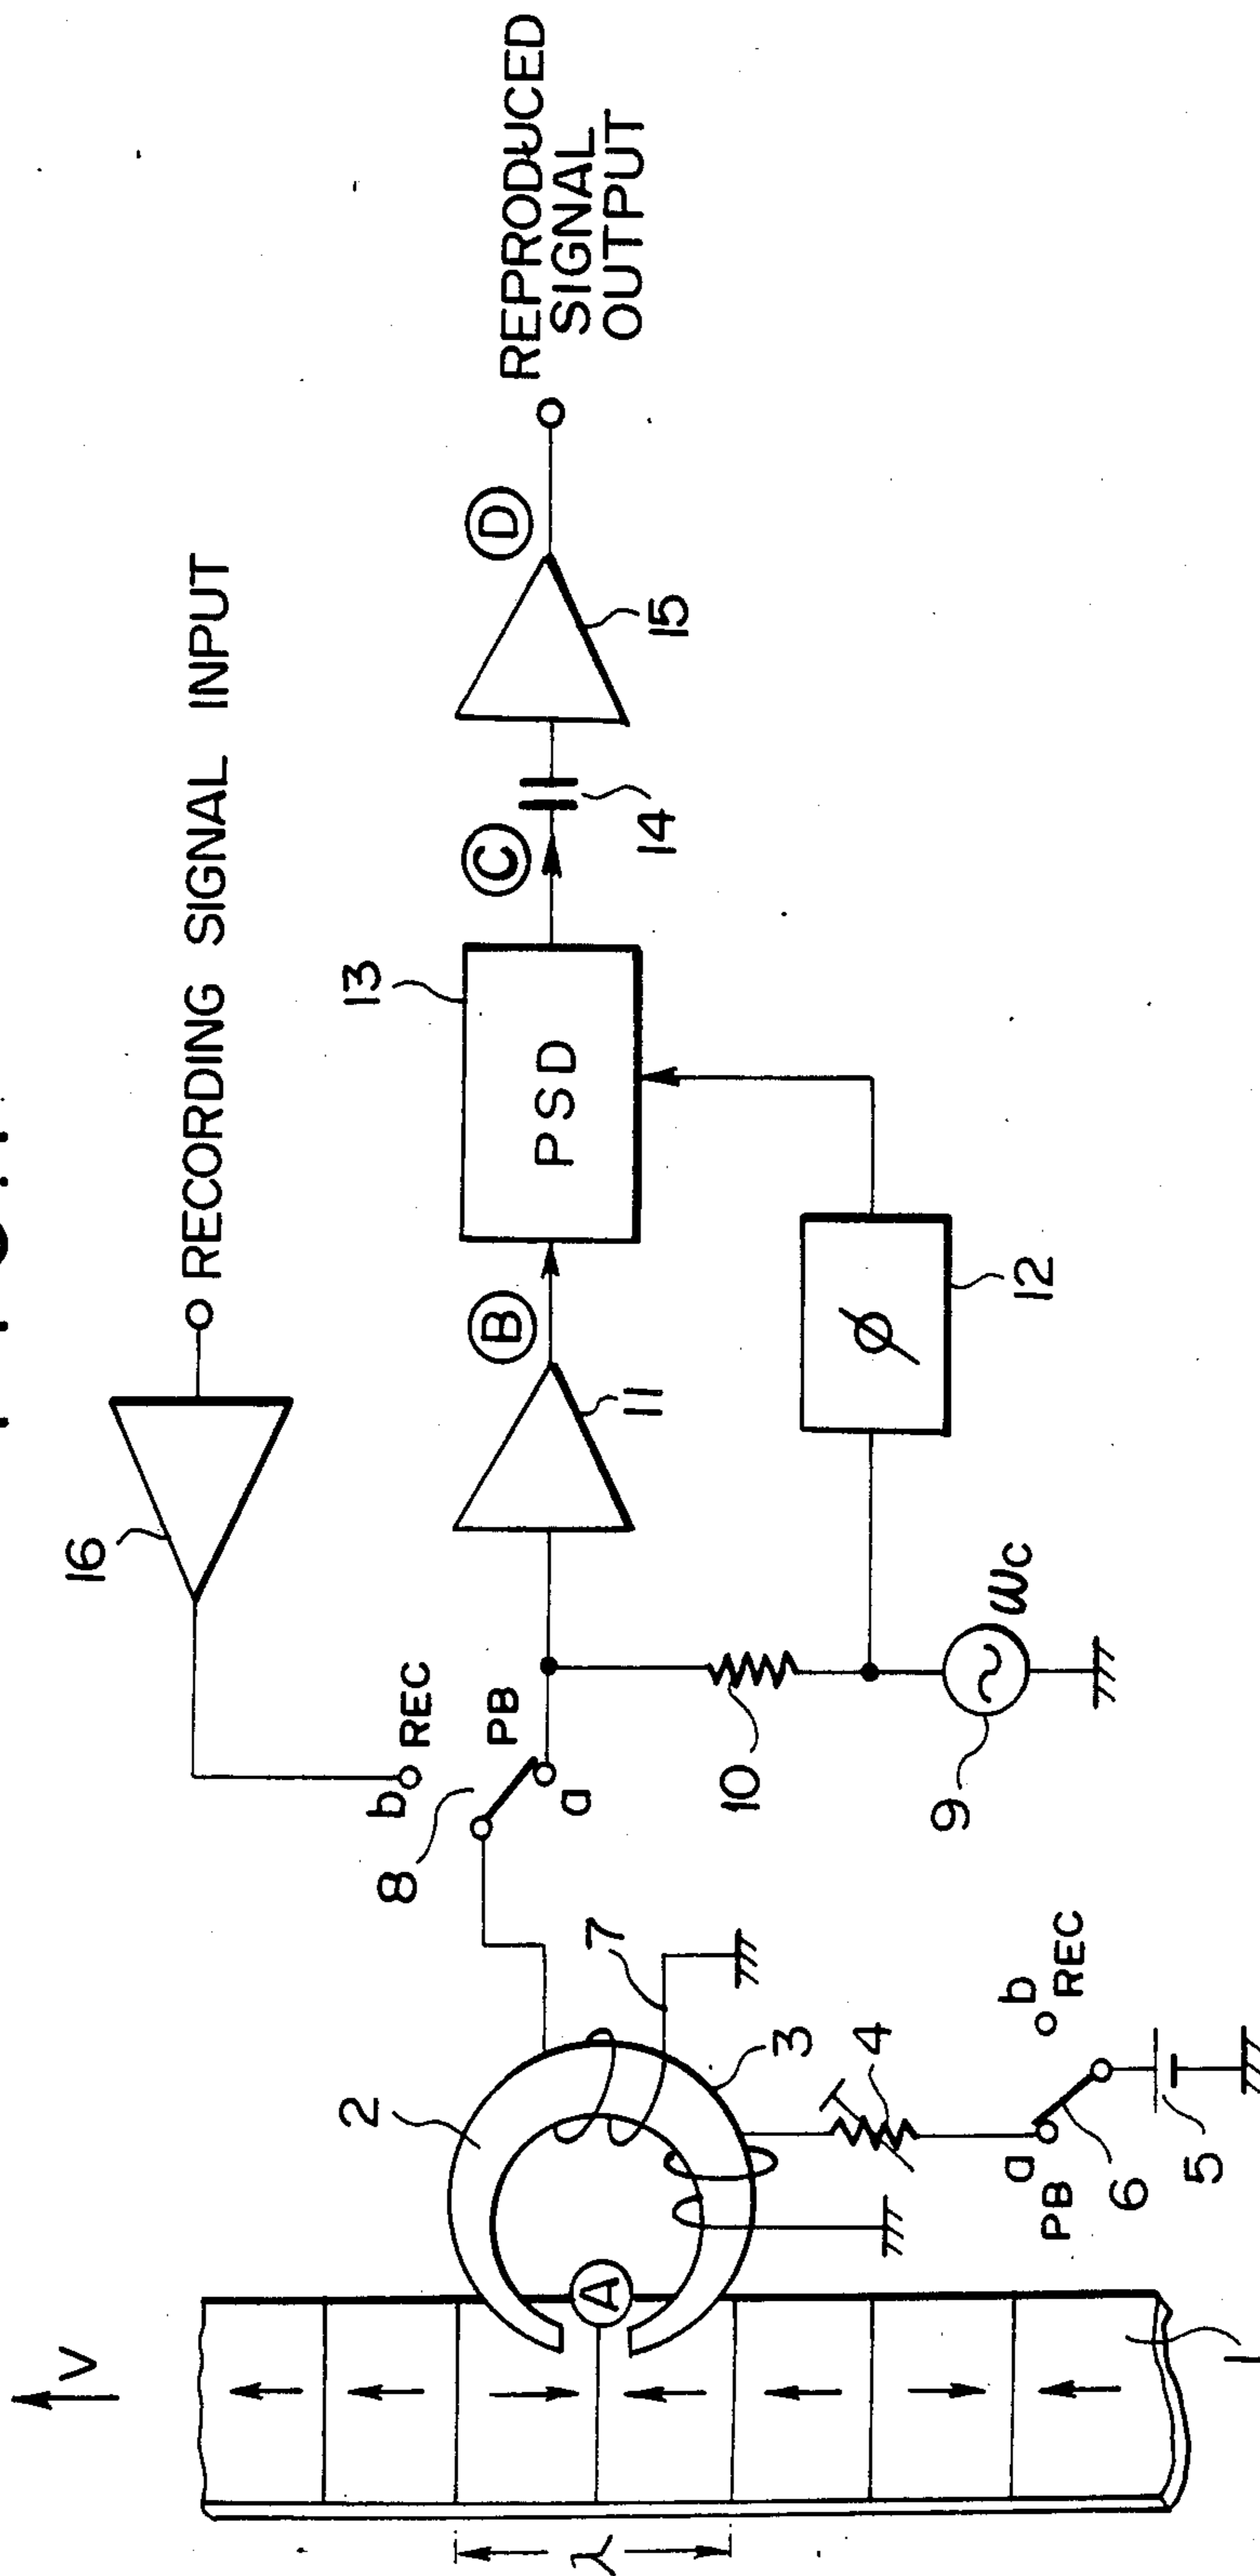 RECORDING SIGNAL INPUT
16
b
REC
PB
a
8
11
B
13
PSD
C
14
15
D
REPRODUCED
SIGNAL
OUTPUT
12
ϕ
10
9
ωc
2
7
3
4
A
a
PB
b
REC
6
5
V
λ
1